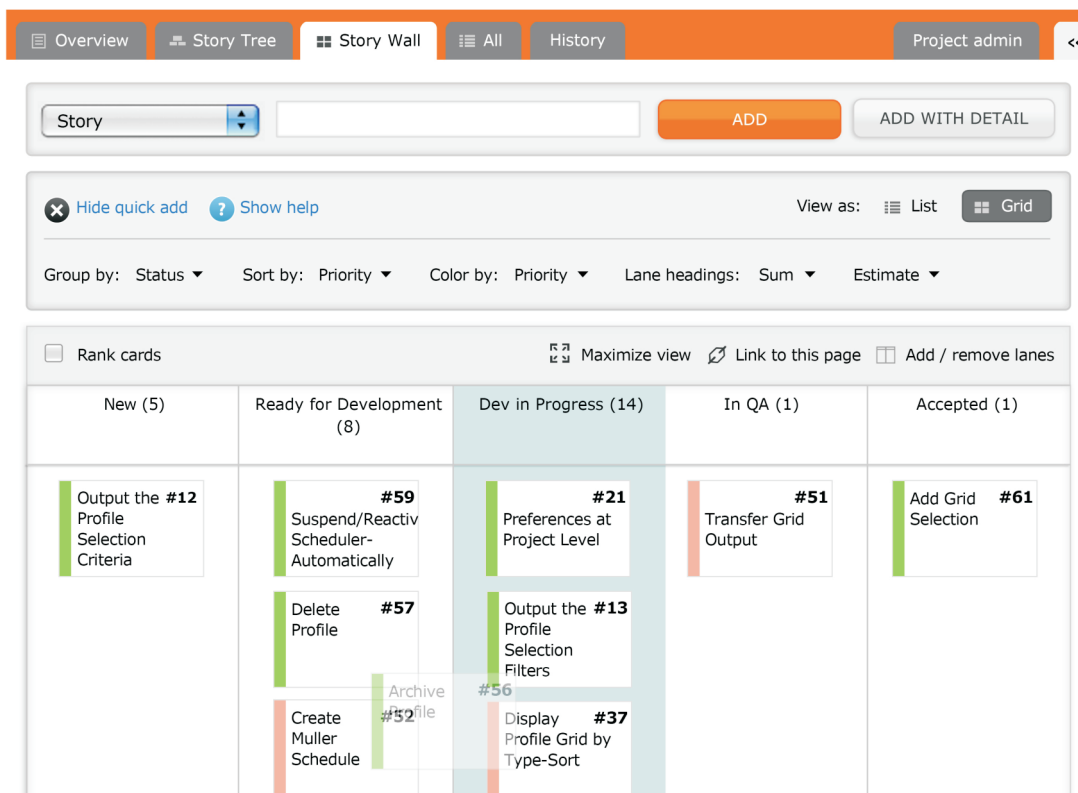 Overview Story Tree Story Wall All History Project admin <
Story ADD ADD WITH DETAIL
Hide quick add Show help View as: List Grid
Group by: Status Sort by: Priority Color by: Priority Lane headings: Sum Estimate
Rank cards Maximize view Link to this page Add / remove lanes
New (5)
Ready for Development
(8)
Dev in Progress (14)
In QA (1)
Accepted (1)
Output the #12
Profile
Selection
Criteria
#59
Suspend/Reactiv
Scheduler-
Automatically
Delete #57
Profile
Archive #56
Profile
Create #52
Muller
Schedule
#21
Preferences at
Project Level
Output the #13
Profile
Selection
Filters
Display #37
Profile Grid by
Type-Sort
#51
Transfer Grid
Output
Add Grid #61
Selection